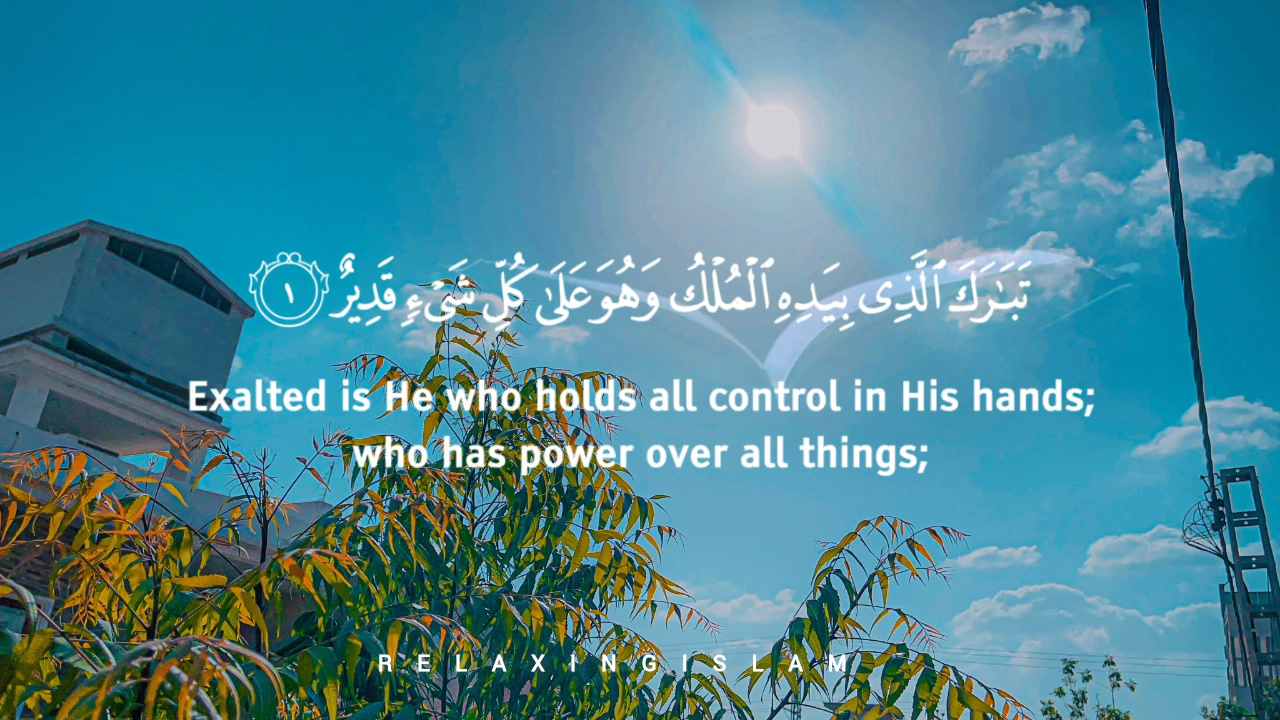 تَبَٰرَكَ ٱلَّذِى بِيَدِهِ ٱلْمُلْكُ وَهُوَ عَلَىٰ كُلِّ شَىْءٍ قَدِيرٌ ١
Exalted is He who holds all control in His hands;
who has power over all things;
RELAXINGISLAM